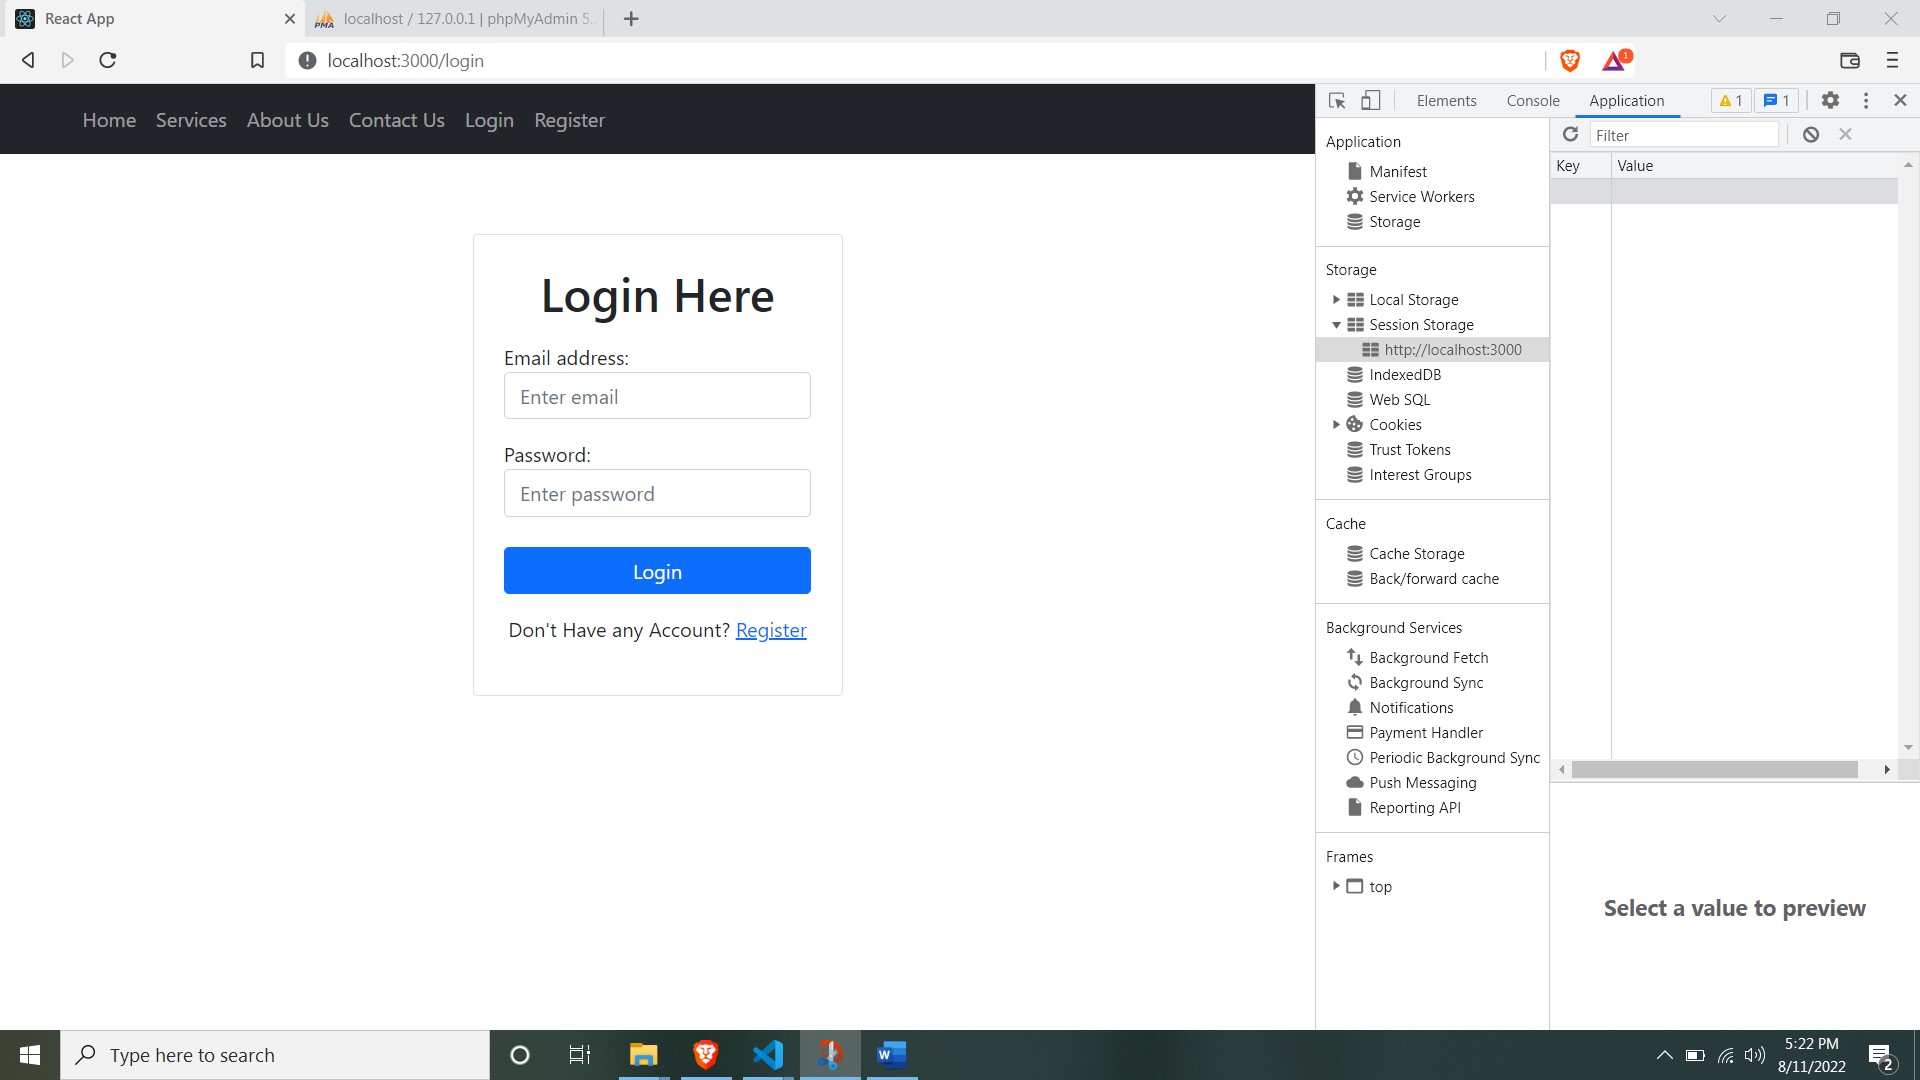 React App
localhost / 127.0.0.1 | phpMyAdmin 5.
localhost:3000/login
1
Home Services About Us Contact Us Login Register
Login Here
Email address:
Enter email
Password:
Enter password
Login
Don't Have any Account? Register
Elements Console Application 1 1
Filter
Key Value
Application
Manifest
Service Workers
Storage
Storage
Local Storage
Session Storage
http://localhost:3000
IndexedDB
Web SQL
Cookies
Trust Tokens
Interest Groups
Cache
Cache Storage
Back/forward cache
Background Services
Background Fetch
Background Sync
Notifications
Payment Handler
Periodic Background Sync
Push Messaging
Reporting API
Frames
top
Select a value to preview
Type here to search
5:22 PM
8/11/2022
2